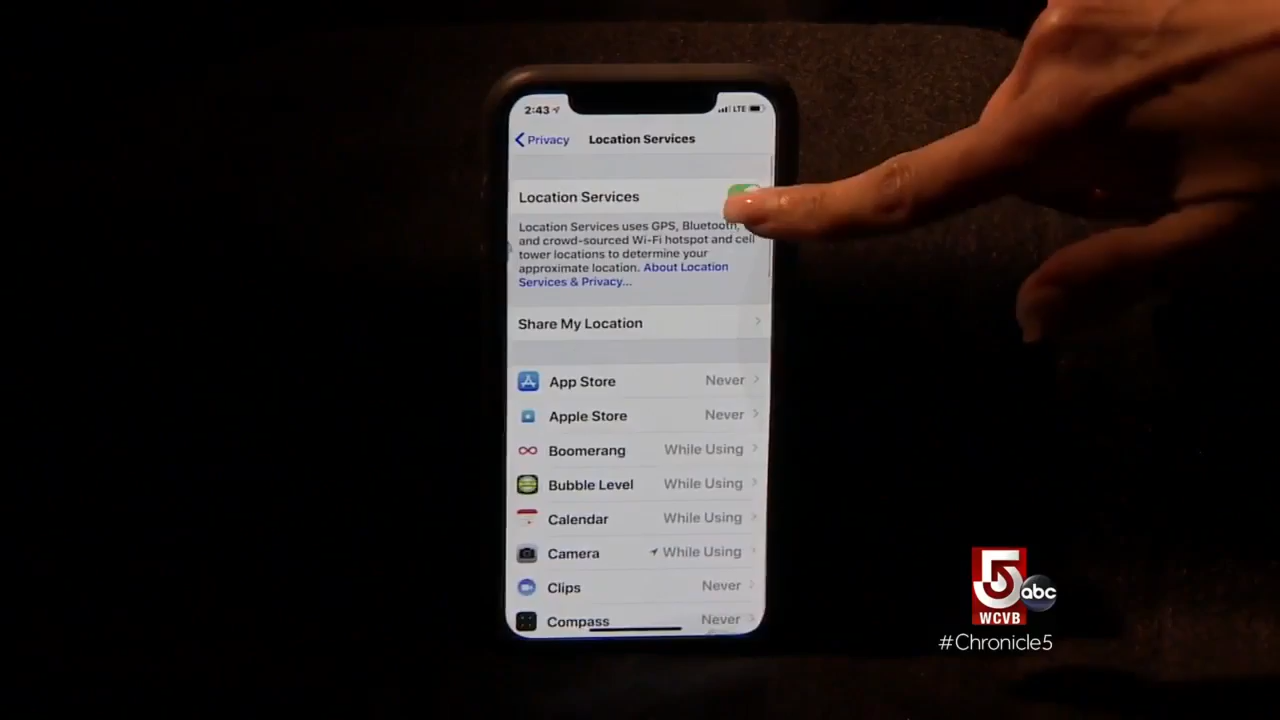 2:43
LTE
Privacy
Location Services
Location Services
Location Services uses GPS, Bluetooth,
and crowd-sourced Wi-Fi hotspot and cell
tower locations to determine your
approximate location. About Location
Services & Privacy...
Share My Location
App Store Never
Apple Store Never
Boomerang While Using
Bubble Level While Using
Calendar While Using
Camera While Using
Clips Never
Compass Never
5 abc
WCVB
#Chronicle5